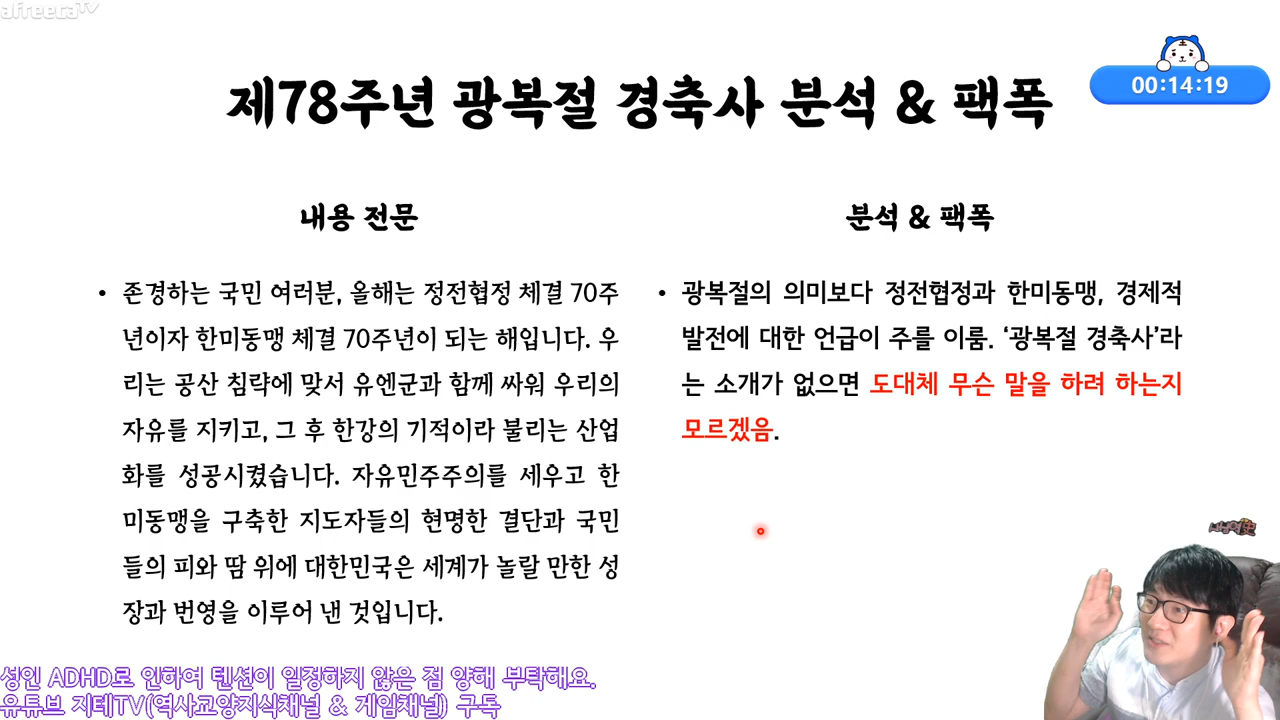 afreecaTV
00:14:19
제78주년 광복절 경축사 분석 & 팩폭
내용 전문
• 존경하는 국민 여러분, 올해는 정전협정 체결 70주
년이자 한미동맹 체결 70주년이 되는 해입니다. 우
리는 공산 침략에 맞서 유엔군과 함께 싸워 우리의
자유를 지키고, 그 후 한강의 기적이라 불리는 산업
화를 성공시켰습니다. 자유민주주의를 세우고 한
미동맹을 구축한 지도자들의 현명한 결단과 국민
들의 피와 땀 위에 대한민국은 세계가 놀랄 만한 성
장과 번영을 이루어 낸 것입니다.
분석 & 팩폭
• 광복절의 의미보다 정전협정과 한미동맹, 경제적
발전에 대한 언급이 주를 이룸. ‘광복절 경축사’라
는 소개가 없으면 도대체 무슨 말을 하려 하는지
모르겠음.
성인 ADHD로 인하여 텐션이 일정하지 않은 점 양해 부탁해요.
유튜브 지테TV(역사교양지식채널 & 게임채널) 구독